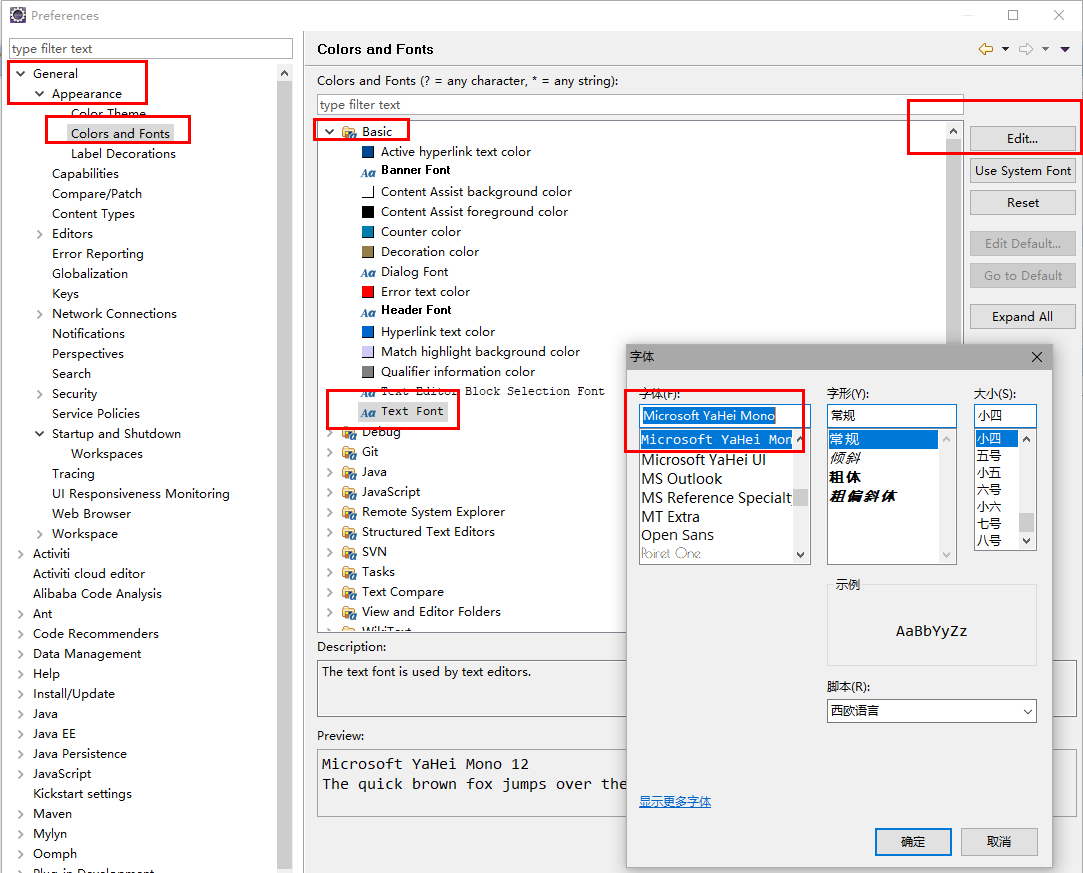 Preferences
type filter text
General
Appearance
Color Theme
Colors and Fonts
Label Decorations
Capabilities
Compare/Patch
Content Types
Editors
Error Reporting
Globalization
Keys
Network Connections
Notifications
Perspectives
Search
Security
Service Policies
Startup and Shutdown
Workspaces
Tracing
UI Responsiveness Monitoring
Web Browser
Workspace
Activiti
Activiti cloud editor
Alibaba Code Analysis
Ant
Code Recommenders
Data Management
Help
Install/Update
Java
Java EE
Java Persistence
JavaScript
Kickstart settings
Maven
Mylyn
Oomph
Plug-in Development
Colors and Fonts
Colors and Fonts (? = any character, * = any string):
type filter text
Basic
Active hyperlink text color
Aa Banner Font
Content Assist background color
Content Assist foreground color
Counter color
Decoration color
Aa Dialog Font
Error text color
Aa Header Font
Hyperlink text color
Match highlight background color
Qualifier information color
Aa Text Editor Block Selection Font
Aa Text Font
Debug
Git
Java
JavaScript
Remote System Explorer
Structured Text Editors
SVN
Tasks
Text Compare
View and Editor Folders
WikiText
Edit...
Use System Font
Reset
Edit Default...
Go to Default
Expand All
Description:
The text font is used by text editors.
Preview:
Microsoft YaHei Mono 12
The quick brown fox jumps over the
字体
字体(F):
Microsoft YaHei Mono
Microsoft YaHei Mon
Microsoft YaHei UI
MS Outlook
MS Reference Specialty
MT Extra
Open Sans
Poiret One
字形(Y):
常规
常规
倾斜
粗体
粗偏斜体
大小(S):
小四
小四
五号
小五
六号
小六
七号
八号
示例
AaBbYyZz
脚本(R):
西欧语言
显示更多字体
确定
取消